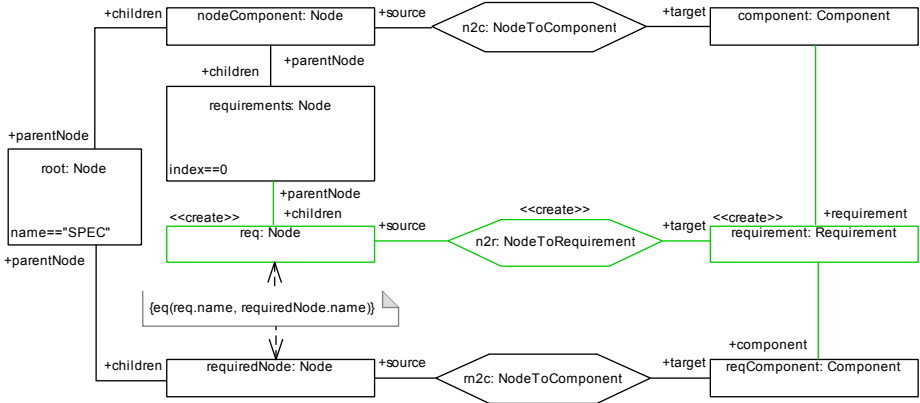 +children
nodeComponent: Node
+source
n2c: NodeToComponent
+target
component: Component
+children
+parentNode
requirements: Node
index==0
+parentNode
root: Node
name=="SPEC"
+parentNode
+parentNode
+children
<<create>>
req: Node
+source
<<create>>
n2r: NodeToRequirement
+target
<<create>>
+requirement
requirement: Requirement
{eq(req.name, requiredNode.name)}
+children
requiredNode: Node
+source
rn2c: NodeToComponent
+target
+component
reqComponent: Component